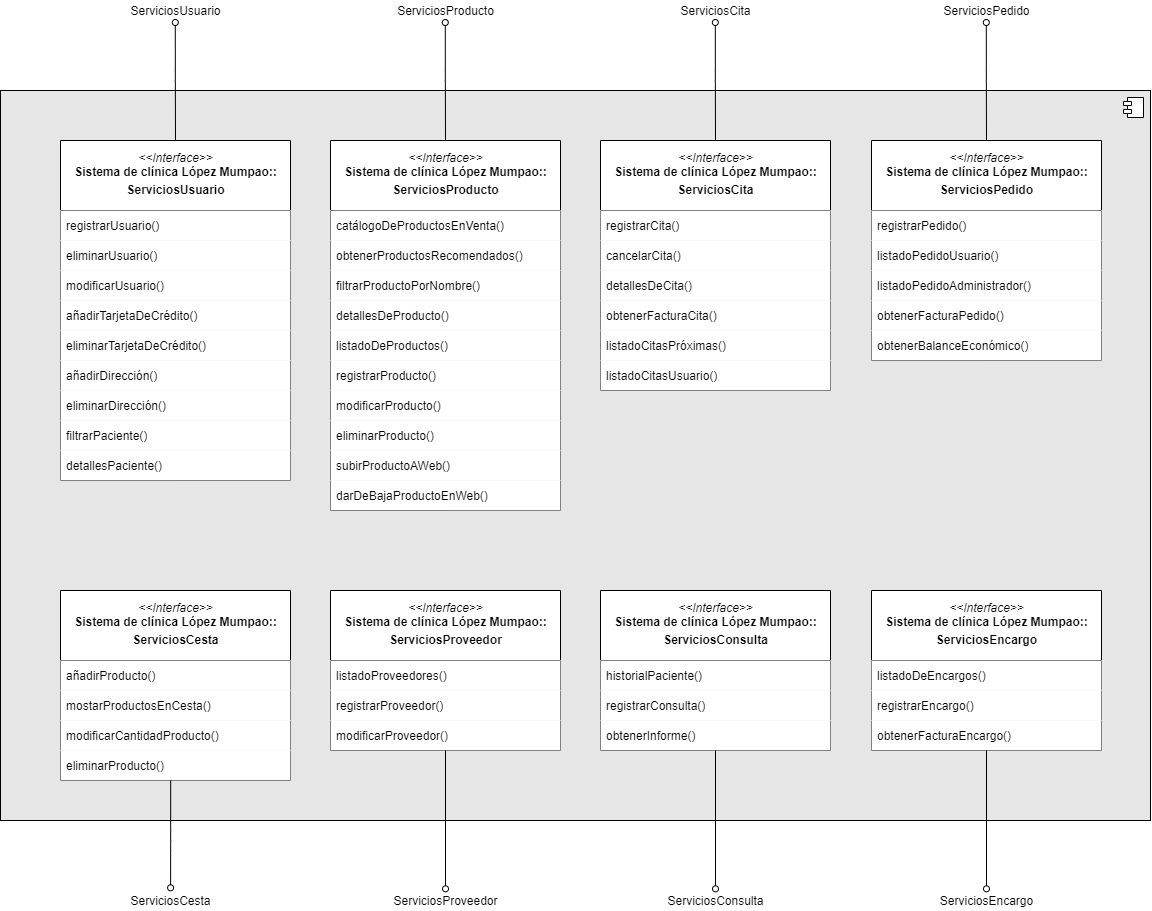 ServiciosUsuario
ServiciosProducto
ServiciosCita
ServiciosPedido
<<Interface>>
Sistema de clínica López Mumpao::
ServiciosUsuario
registrarUsuario()
eliminarUsuario()
modificarUsuario()
añadirTarjetaDeCrédito()
eliminarTarjetaDeCrédito()
añadirDirección()
eliminarDirección()
filtrarPaciente()
detallesPaciente()
<<Interface>>
Sistema de clínica López Mumpao::
ServiciosProducto
catálogoDeProductosEnVenta()
obtenerProductosRecomendados()
filtrarProductoPorNombre()
detallesDeProducto()
listadoDeProductos()
registrarProducto()
modificarProducto()
eliminarProducto()
subirProductoAWeb()
darDeBajaProductoEnWeb()
<<Interface>>
Sistema de clínica López Mumpao::
ServiciosCita
registrarCita()
cancelarCita()
detallesDeCita()
obtenerFacturaCita()
listadoCitasPróximas()
listadoCitasUsuario()
<<Interface>>
Sistema de clínica López Mumpao::
ServiciosPedido
registrarPedido()
listadoPedidoUsuario()
listadoPedidoAdministrador()
obtenerFacturaPedido()
obtenerBalanceEconómico()
<<Interface>>
Sistema de clínica López Mumpao::
ServiciosCesta
añadirProducto()
mostarProductosEnCesta()
modificarCantidadProducto()
eliminarProducto()
<<Interface>>
Sistema de clínica López Mumpao::
ServiciosProveedor
listadoProveedores()
registrarProveedor()
modificarProveedor()
<<Interface>>
Sistema de clínica López Mumpao::
ServiciosConsulta
historialPaciente()
registrarConsulta()
obtenerInforme()
<<Interface>>
Sistema de clínica López Mumpao::
ServiciosEncargo
listadoDeEncargos()
registrarEncargo()
obtenerFacturaEncargo()
ServiciosCesta
ServiciosProveedor
ServiciosConsulta
ServiciosEncargo